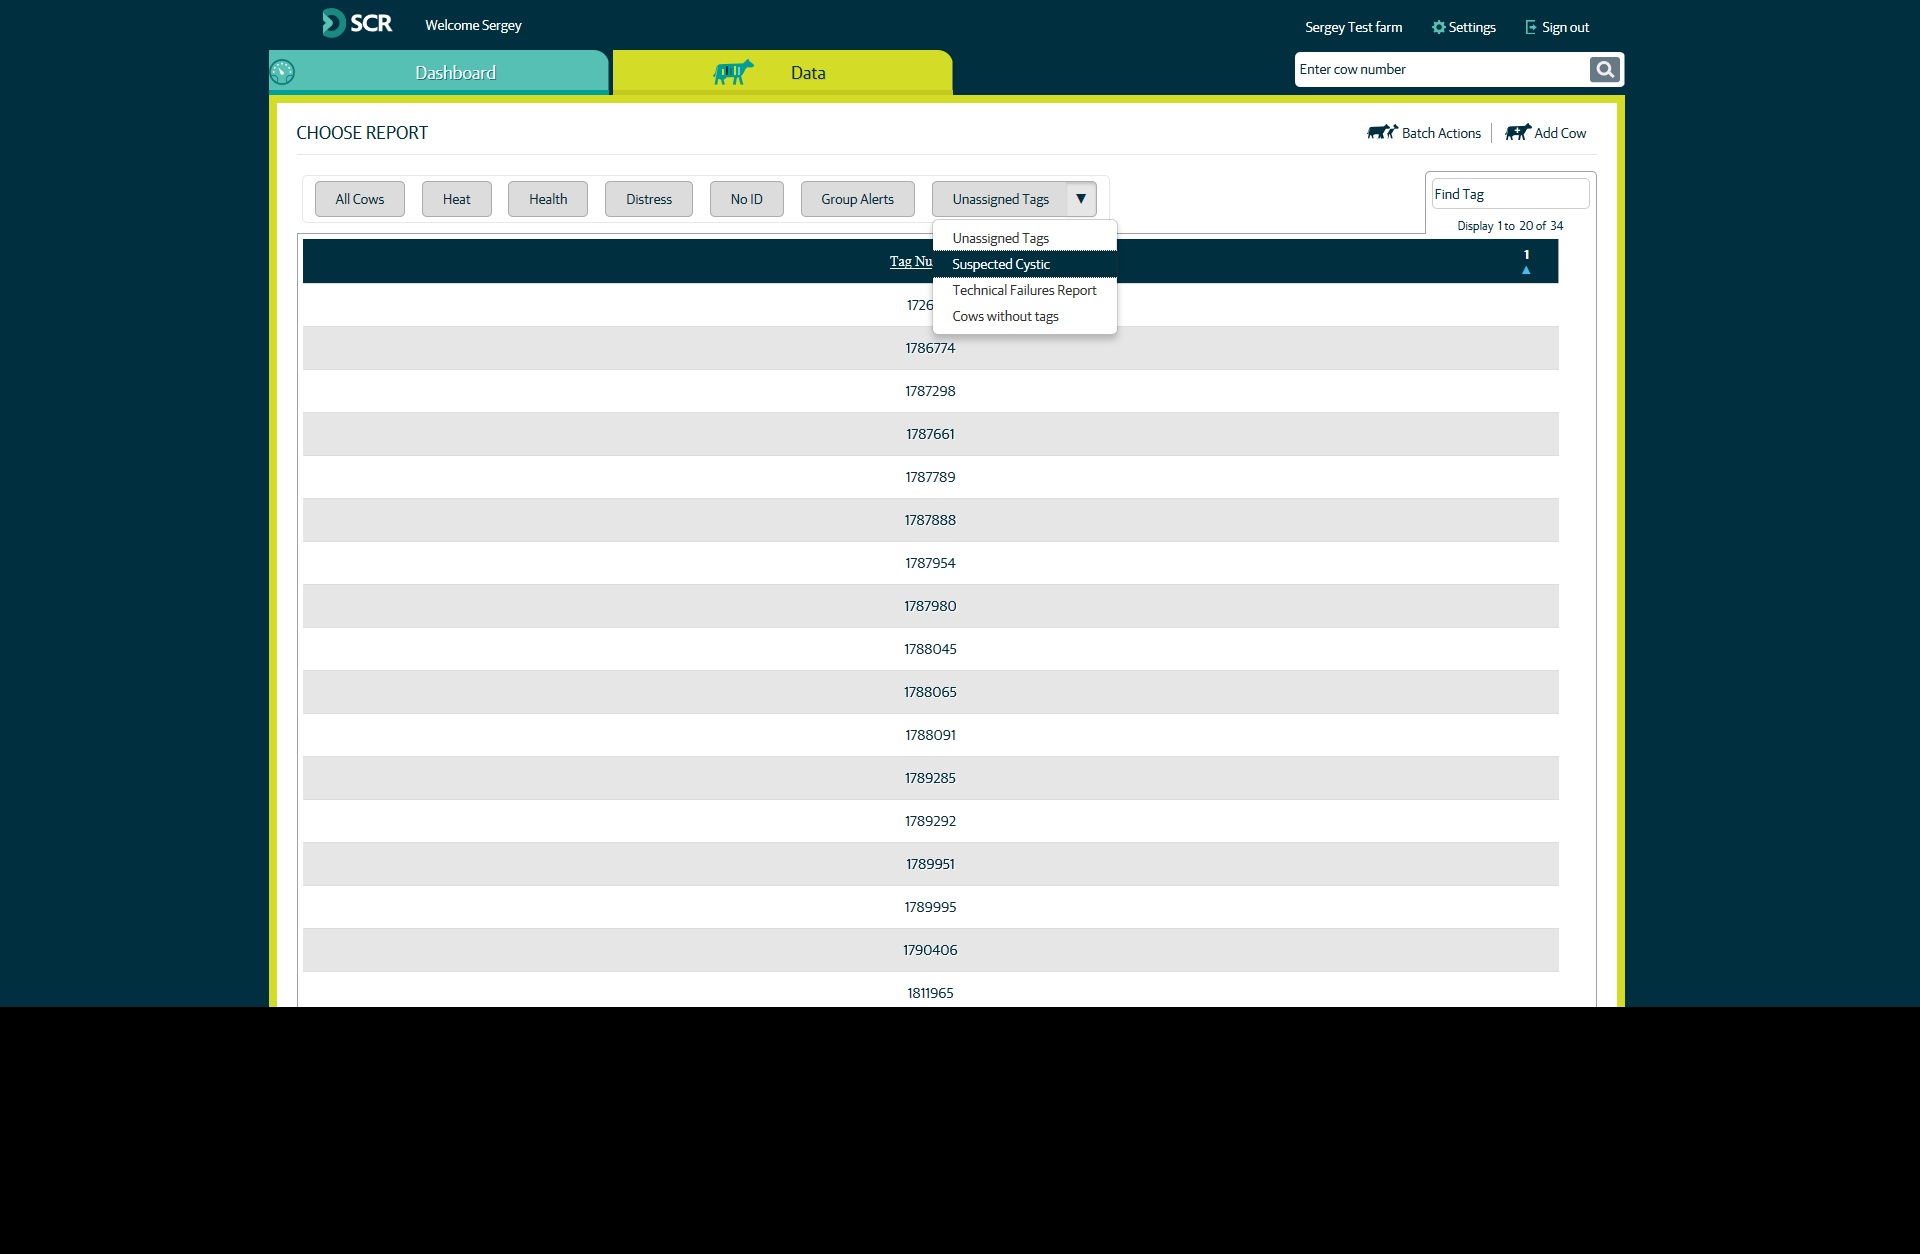 SCR
Welcome Sergey
Sergey Test farm
Settings
Sign out
Dashboard
Data
Enter cow number
CHOOSE REPORT
Batch Actions
Add Cow
All Cows
Heat
Health
Distress
No ID
Group Alerts
Unassigned Tags
Find Tag
Display 1 to 20 of 34
Unassigned Tags
Suspected Cystic
Technical Failures Report
Cows without tags
Tag Nu
1
1726
1786774
1787298
1787661
1787789
1787888
1787954
1787980
1788045
1788065
1788091
1789285
1789292
1789951
1789995
1790406
1811965